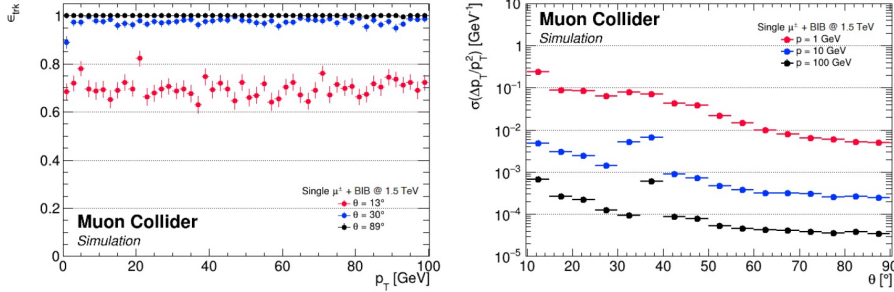 ε_trk
1
0.8
0.6
0.4
0.2
0
Single μ± + BIB @ 1.5 TeV
θ = 13°
θ = 30°
θ = 89°
Muon Collider
Simulation
0 20 40 60 80 100
p_T [GeV]
σ(Δp_T/p_T²) [GeV⁻¹]
10²
10
1
10⁻¹
10⁻²
10⁻³
10⁻⁴
10⁻⁵
Muon Collider
Simulation
Single μ± + BIB @ 1.5 TeV
p = 1 GeV
p = 10 GeV
p = 100 GeV
10 20 30 40 50 60 70 80 90
θ [°]